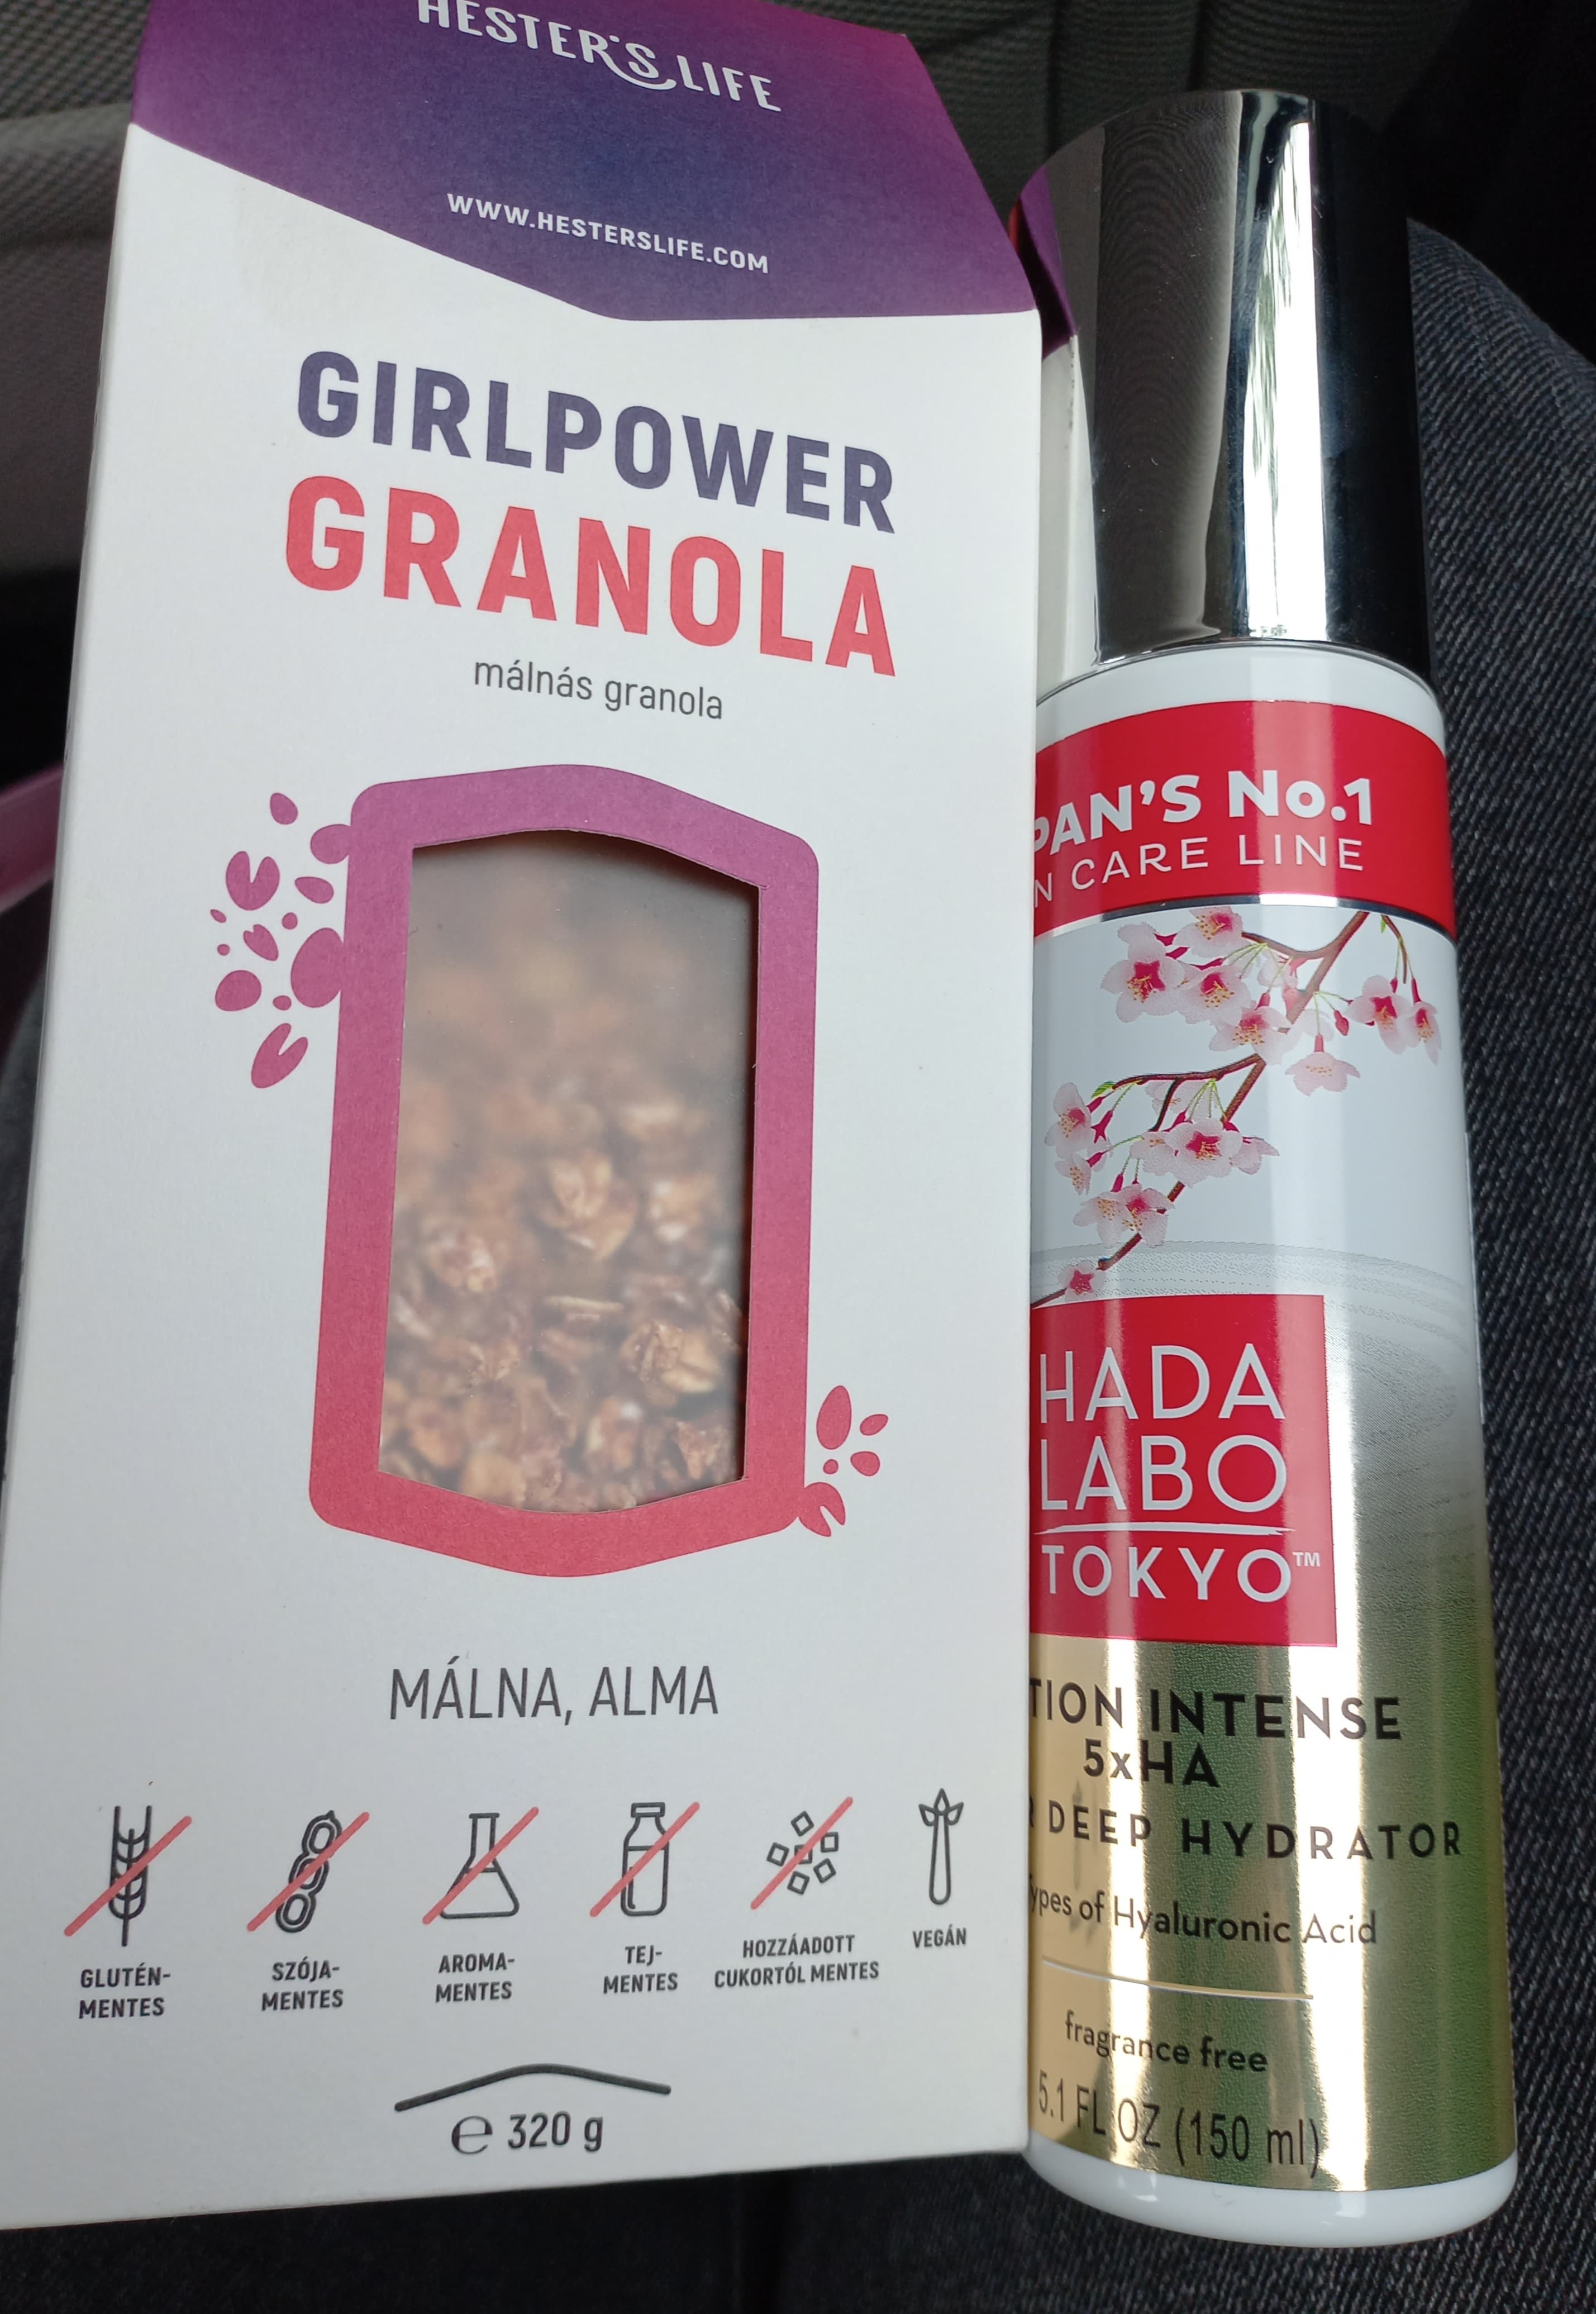 HESTER'S LIFE
WWW.HESTERSLIFE.COM
GIRLPOWER
GRANOLA
málnás granola
MÁLNA, ALMA
GLUTÉN-
MENTES
SZÓJA-
MENTES
AROMA-
MENTES
TEJ-
MENTES
HOZZÁADOTT
CUKORTÓL MENTES
VEGÁN
℮ 320 g
PAN'S No.1
N CARE LINE
HADA
LABO
TOKYO™
TION INTENSE
5xHA
R DEEP HYDRATOR
ypes of Hyaluronic Acid
fragrance free
5.1 FL OZ (150 ml)